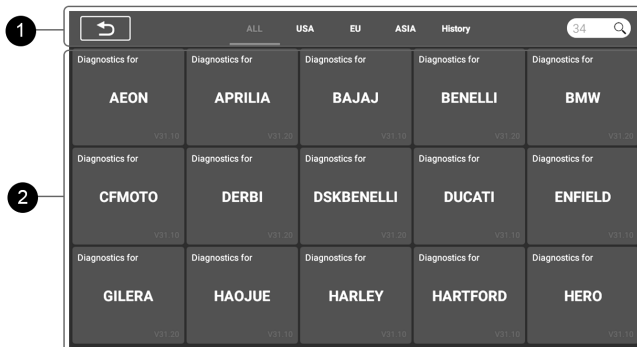 1
ALL USA EU ASIA History 34
2
Diagnostics for Diagnostics for Diagnostics for Diagnostics for Diagnostics for
AEON APRILIA BAJAJ BENELLI BMW
V31.10 V31.20 V31.10 V31.20 V31.20
Diagnostics for Diagnostics for Diagnostics for Diagnostics for Diagnostics for
CFMOTO DERBI DSKBENELLI DUCATI ENFIELD
V31.10 V31.20 V31.20 V31.10 V31.10
Diagnostics for Diagnostics for Diagnostics for Diagnostics for Diagnostics for
GILERA HAOJUE HARLEY HARTFORD HERO
V31.20 V31.10 V31.10 V31.10 V31.10